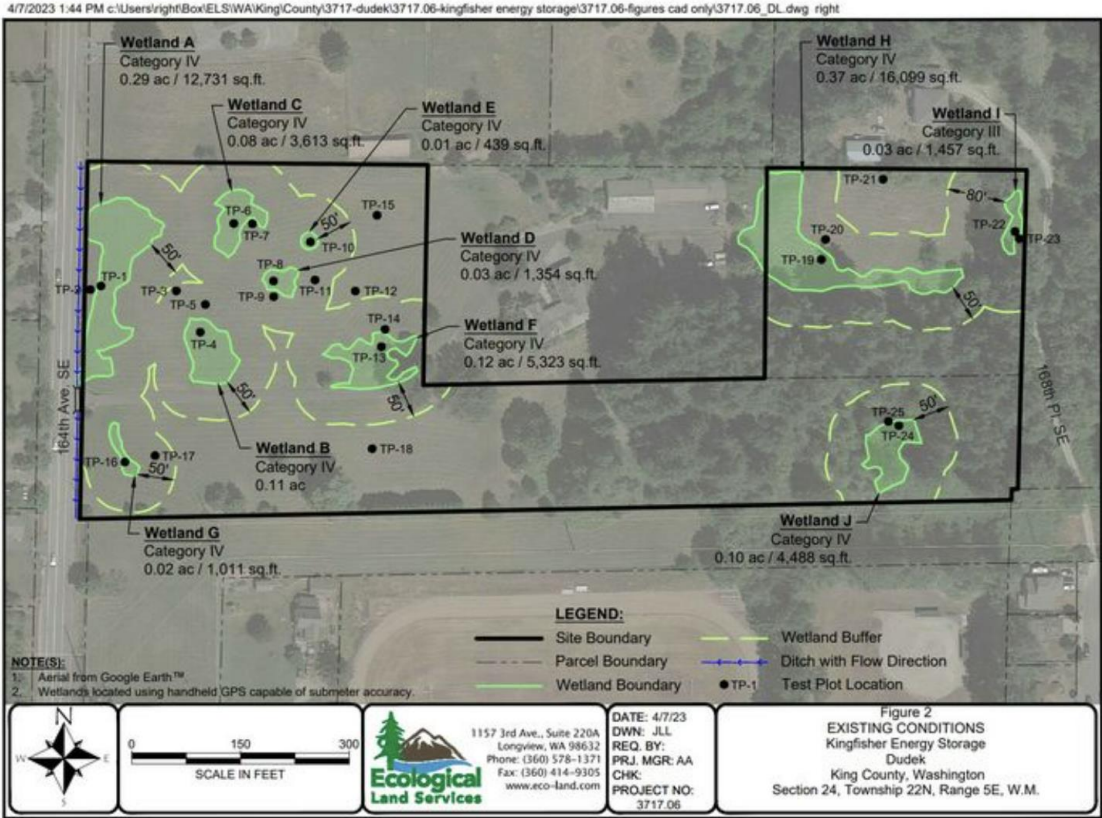 4/7/2023 1:44 PM c:\Users\right\Box\ELS\WA\King\County\3717-dudek\3717.06-kingfisher energy storage\3717.06-figures cad only\3717.06_DL.dwg right
Wetland A
Category IV
0.29 ac / 12,731 sq.ft.
Wetland C
Category IV
0.08 ac / 3,613 sq.ft.
Wetland E
Category IV
0.01 ac / 439 sq.ft.
Wetland H
Category IV
0.37 ac / 16,099 sq.ft.
Wetland I
Category III
0.03 ac / 1,457 sq.ft.
TP-21
80'
TP-15
TP-6
TP-7
50'
TP-10
TP-22
TP-23
TP-20
TP-19
50'
Wetland D
Category IV
0.03 ac / 1,354 sq.ft.
TP-8
TP-1
TP-2
TP-3
TP-11
TP-12
TP-9
TP-5
50'
TP-14
TP-4
TP-13
Wetland F
Category IV
0.12 ac / 5,323 sq.ft.
50'
50'
164th Ave. SE
168th Pl. SE
50'
TP-25
TP-24
TP-17
TP-16
50'
TP-18
Wetland B
Category IV
0.11 ac
Wetland G
Category IV
0.02 ac / 1,011 sq.ft.
Wetland J
Category IV
0.10 ac / 4,488 sq.ft.
LEGEND:
Site Boundary
Wetland Buffer
Parcel Boundary
Ditch with Flow Direction
Wetland Boundary
TP-1 Test Plot Location
NOTE(S):
1. Aerial from Google Earth™
2. Wetlands located using handheld GPS capable of submeter accuracy.
N
W E
S
0 150 300
SCALE IN FEET
Ecological
Land Services
1157 3rd Ave., Suite 220A
Longview, WA 98632
Phone: (360) 578-1371
Fax: (360) 414-9305
www.eco-land.com
DATE: 4/7/23
DWN: JLL
REQ. BY:
PRJ. MGR: AA
CHK:
PROJECT NO:
3717.06
Figure 2
EXISTING CONDITIONS
Kingfisher Energy Storage
Dudek
King County, Washington
Section 24, Township 22N, Range 5E, W.M.